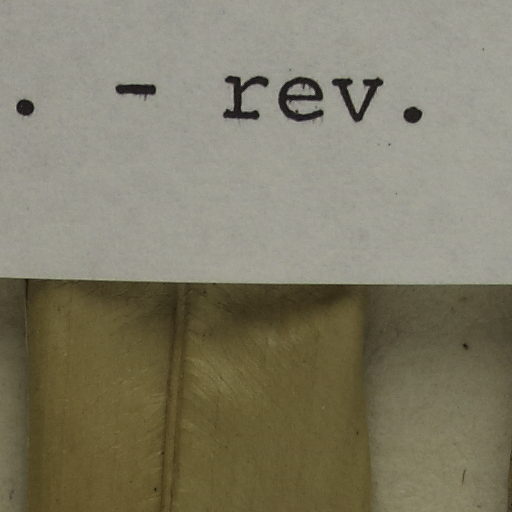 . - rev.